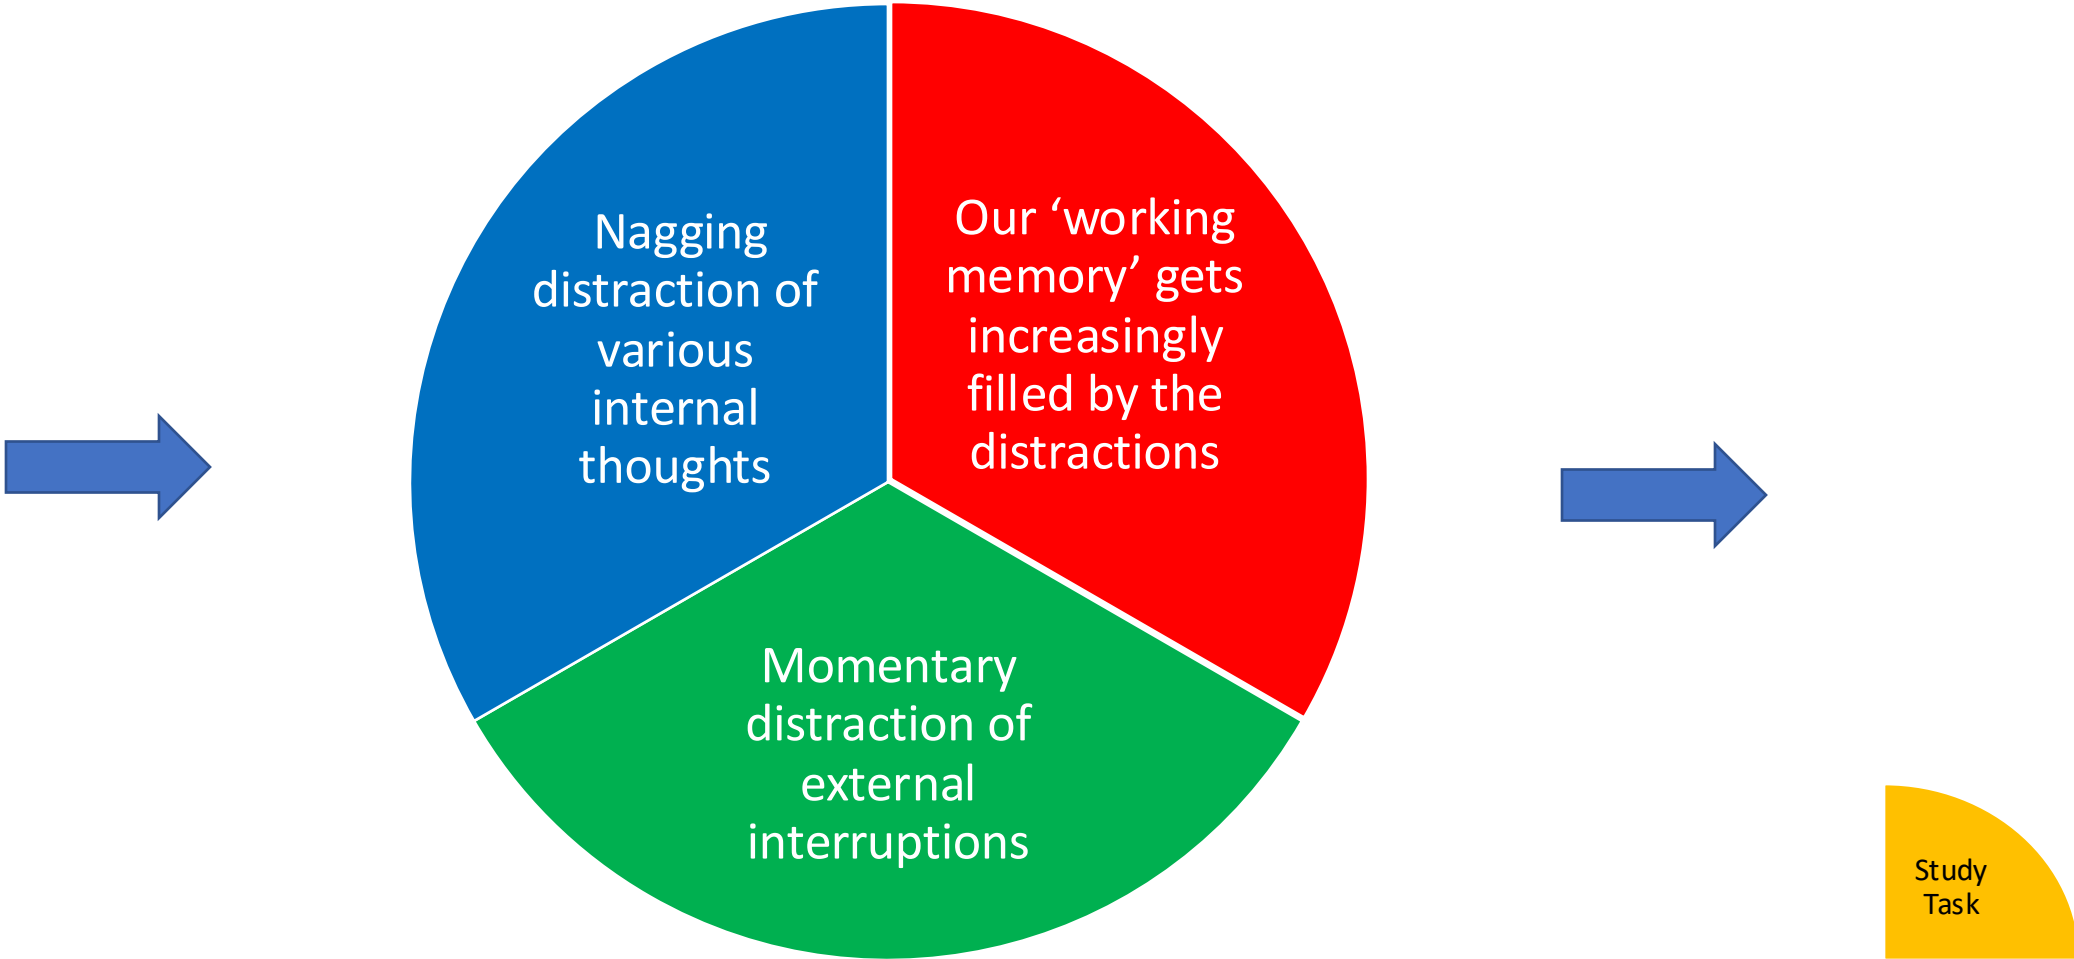 Nagging
distraction of
various
internal
thoughts
Our ‘working
memory’ gets
increasingly
filled by the
distractions
Momentary
distraction of
external
interruptions
Study
Task